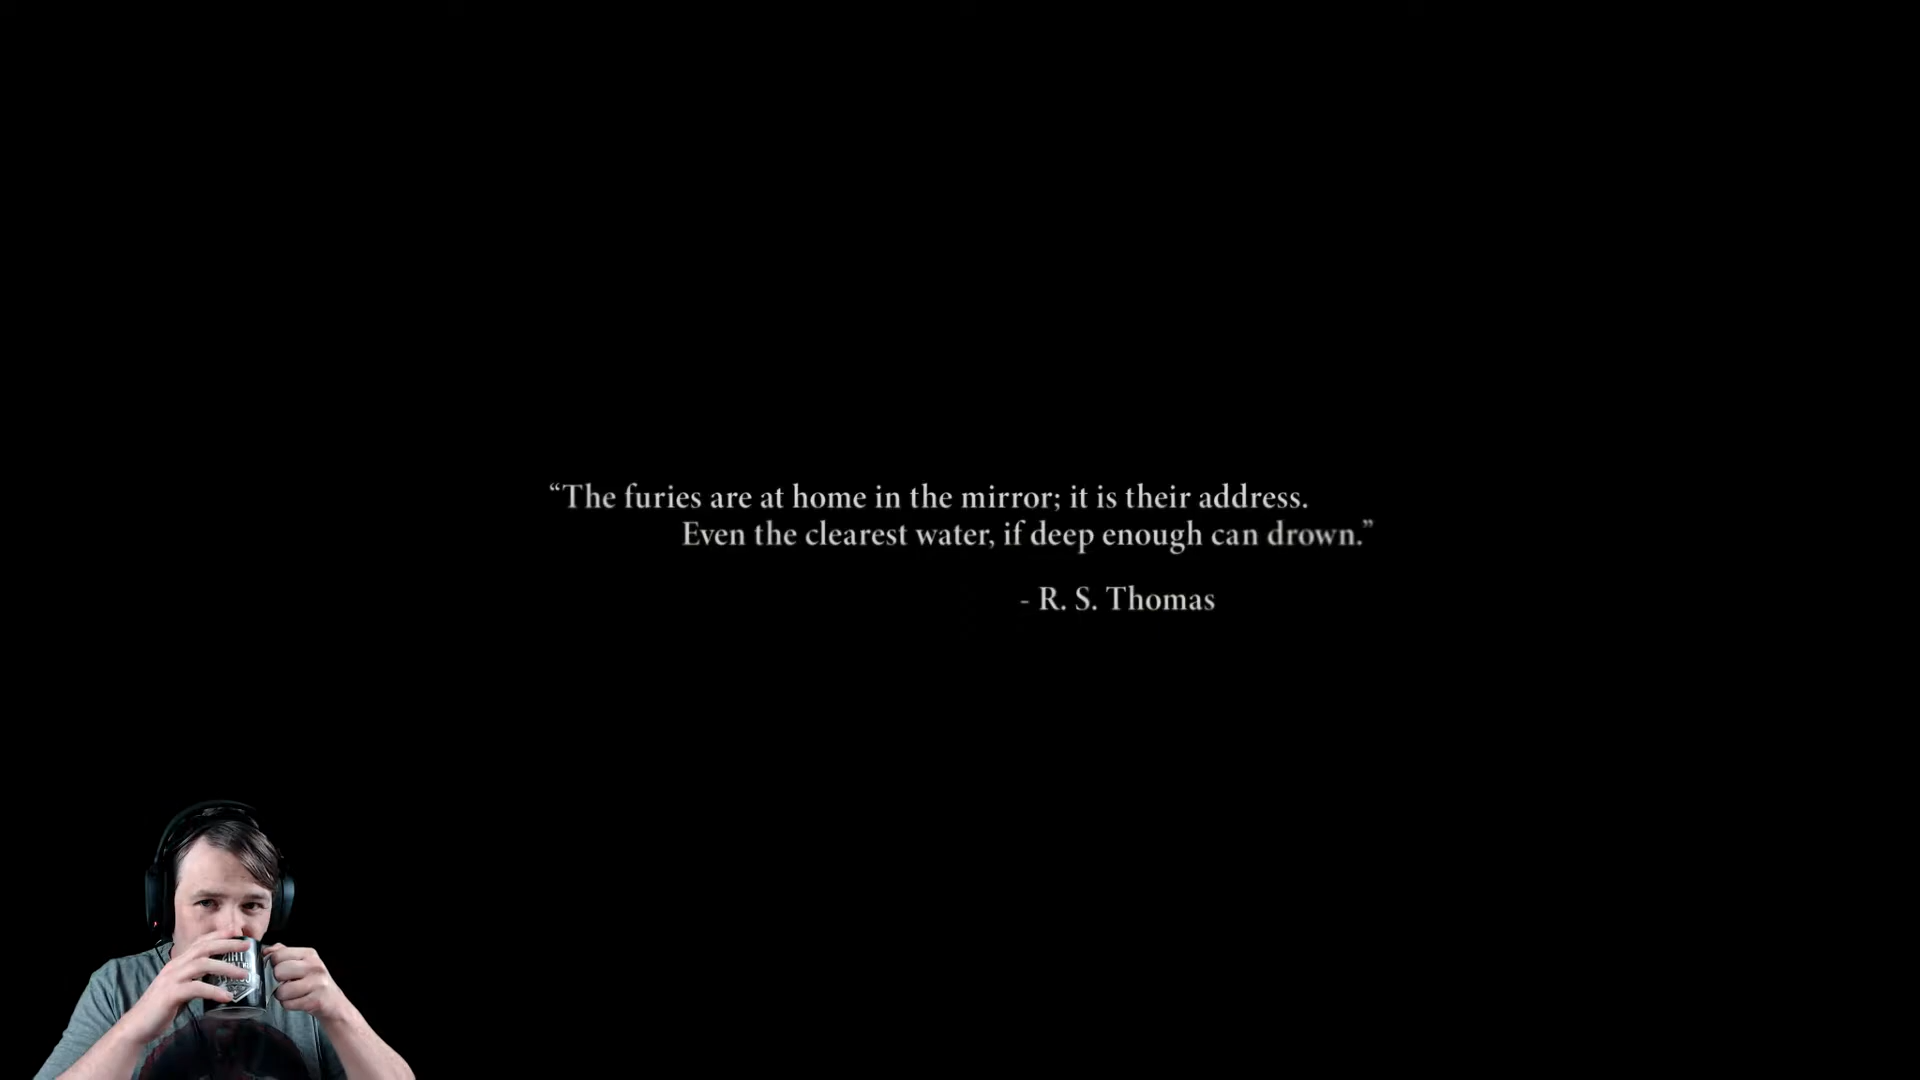 “The furies are at home in the mirror; it is their address.
Even the clearest water, if deep enough can drown.”
- R. S. Thomas